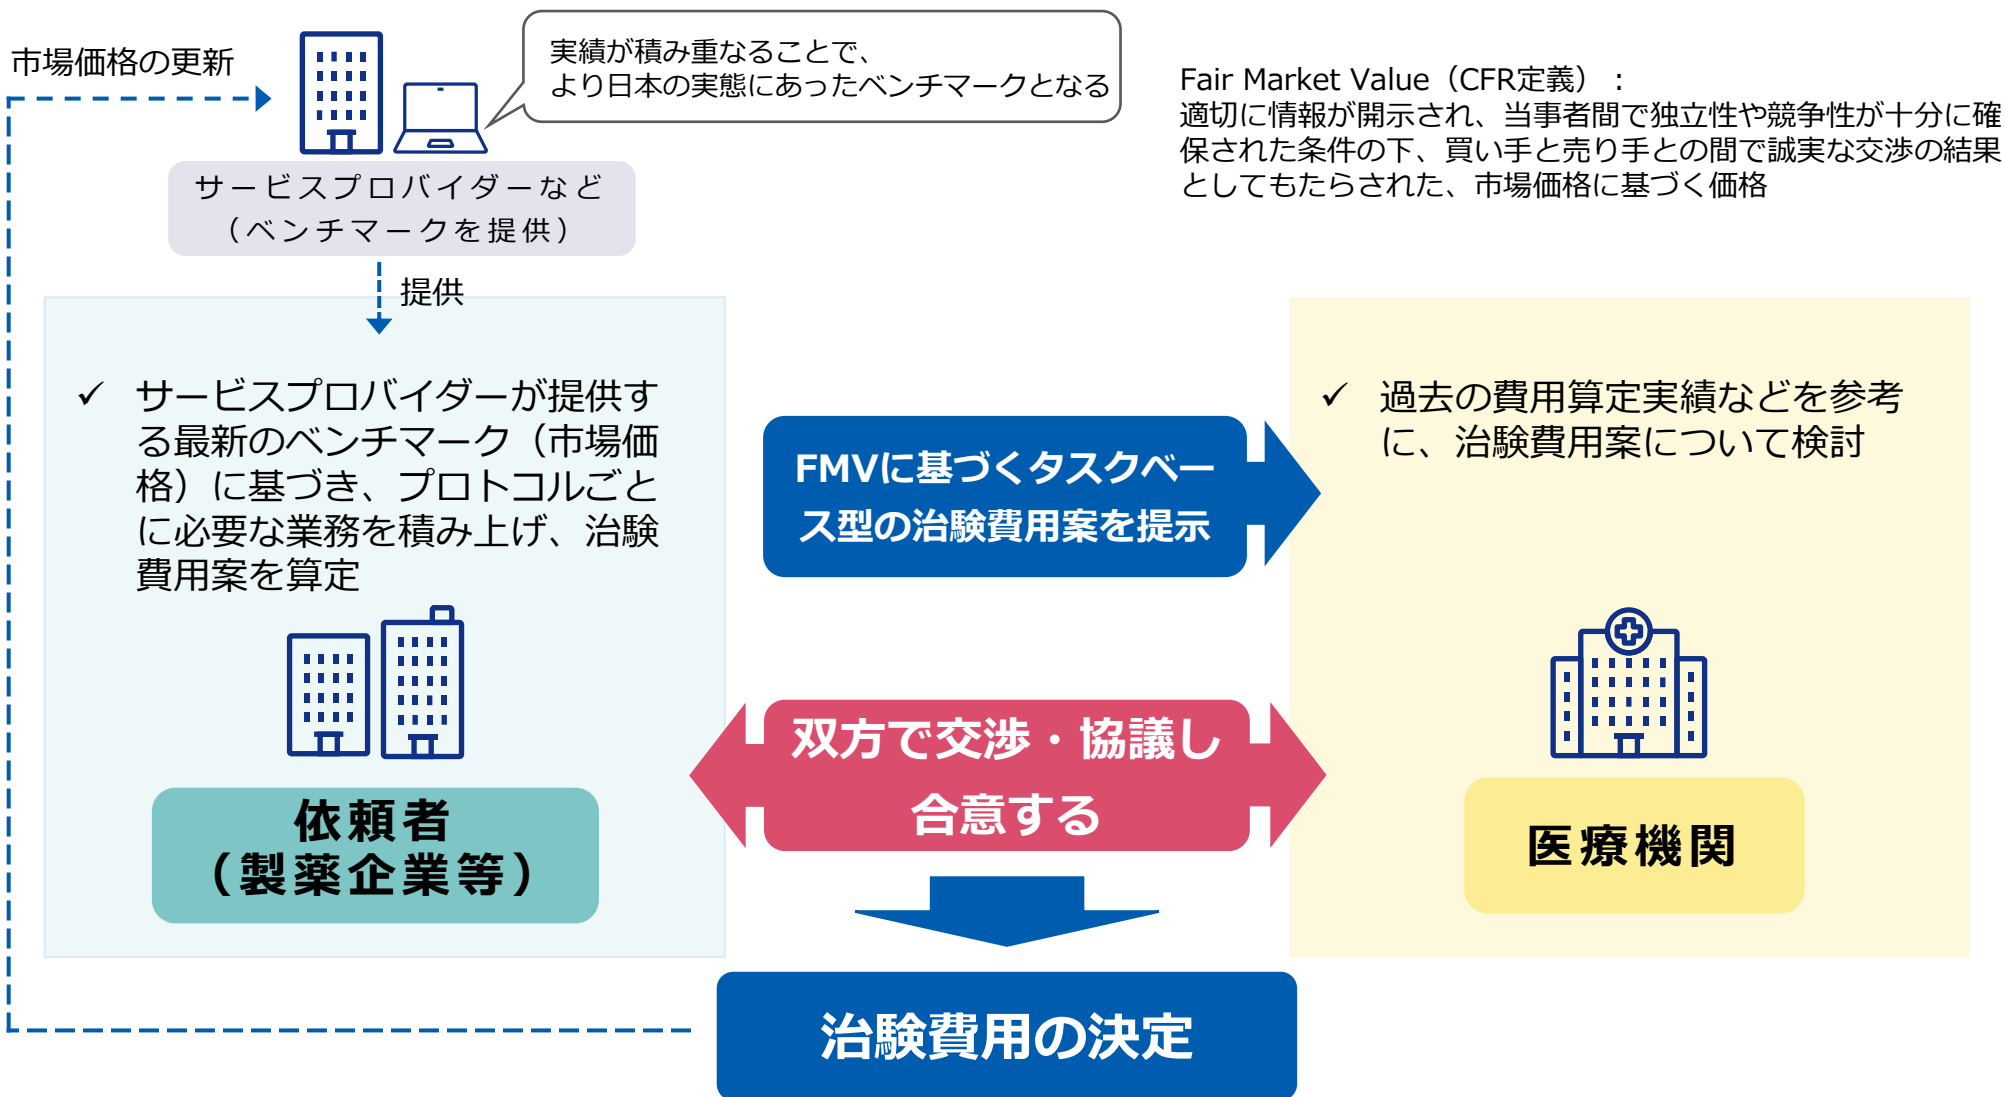 市場価格の更新
実績が積み重なることで、
より日本の実態にあったベンチマークとなる
Fair Market Value（CFR定義）：
適切に情報が開示され、当事者間で独立性や競争性が十分に確
保された条件の下、買い手と売り手との間で誠実な交渉の結果
としてもたらされた、市場価格に基づく価格
サービスプロバイダーなど
（ベンチマークを提供）
提供
✓ サービスプロバイダーが提供す
る最新のベンチマーク（市場価
格）に基づき、プロトコルごと
に必要な業務を積み上げ、治験
費用案を算定
FMVに基づくタスクベー
ス型の治験費用案を提示
✓ 過去の費用算定実績などを参考
に、治験費用案について検討
双方で交渉・協議し
合意する
依頼者
（製薬企業等）
医療機関
治験費用の決定